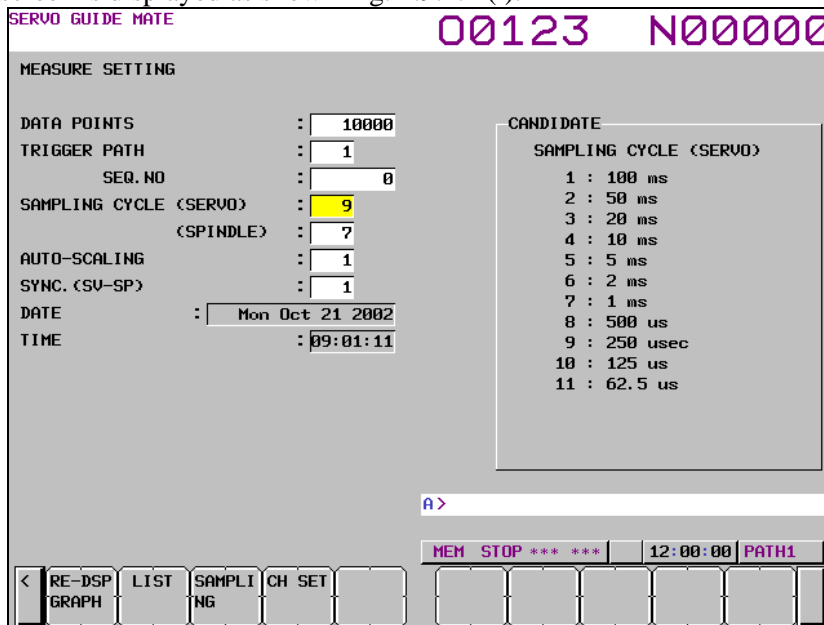 SERVO GUIDE MATE
O0123 N00000
MEASURE SETTING
DATA POINTS : 10000
TRIGGER PATH : 1
SEQ.NO : 0
SAMPLING CYCLE (SERVO) : 9
(SPINDLE) : 7
AUTO-SCALING : 1
SYNC.(SV-SP) : 1
DATE : Mon Oct 21 2002
TIME : 09:01:11
CANDIDATE
SAMPLING CYCLE (SERVO)
1 : 100 ms
2 : 50 ms
3 : 20 ms
4 : 10 ms
5 : 5 ms
6 : 2 ms
7 : 1 ms
8 : 500 us
9 : 250 usec
10 : 125 us
11 : 62.5 us
A>
MEM STOP *** *** 12:00:00 PATH1
< RE-DSP LIST SAMPLI CH SET
GRAPH NG